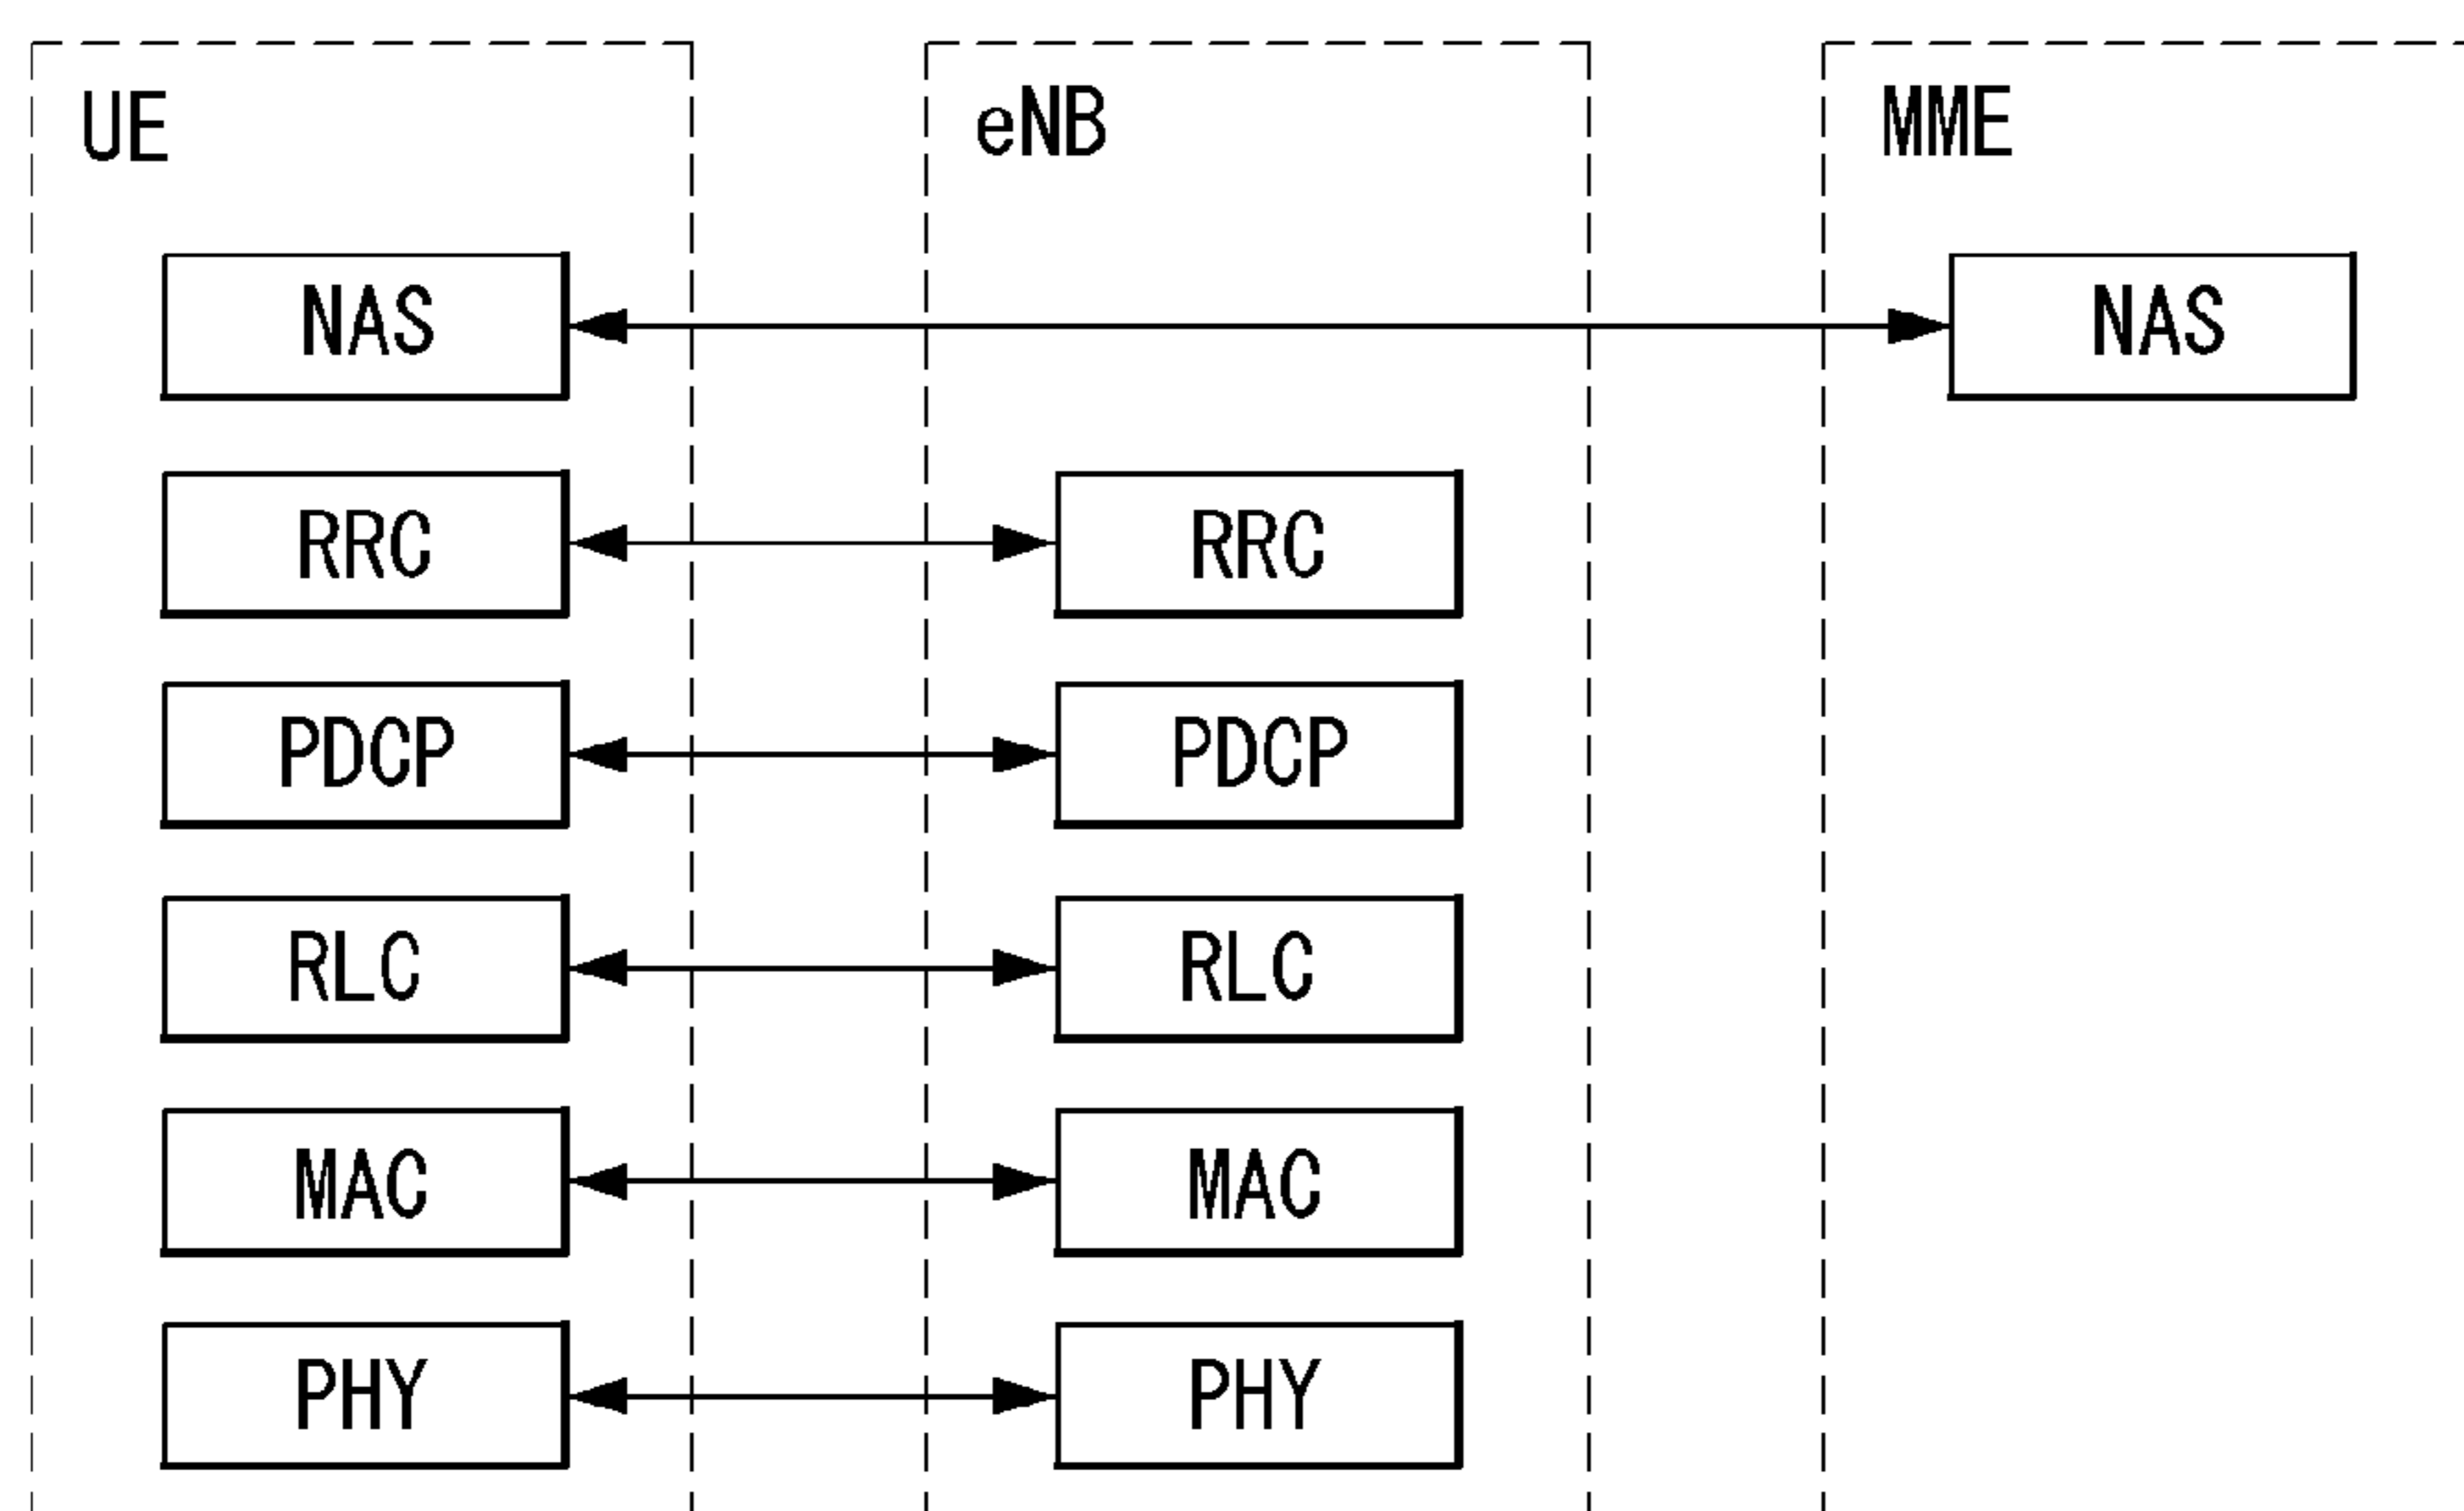 UE eNB MME
NAS NAS
RRC RRC
PDCP PDCP
RLC RLC
MAC MAC
PHY PHY